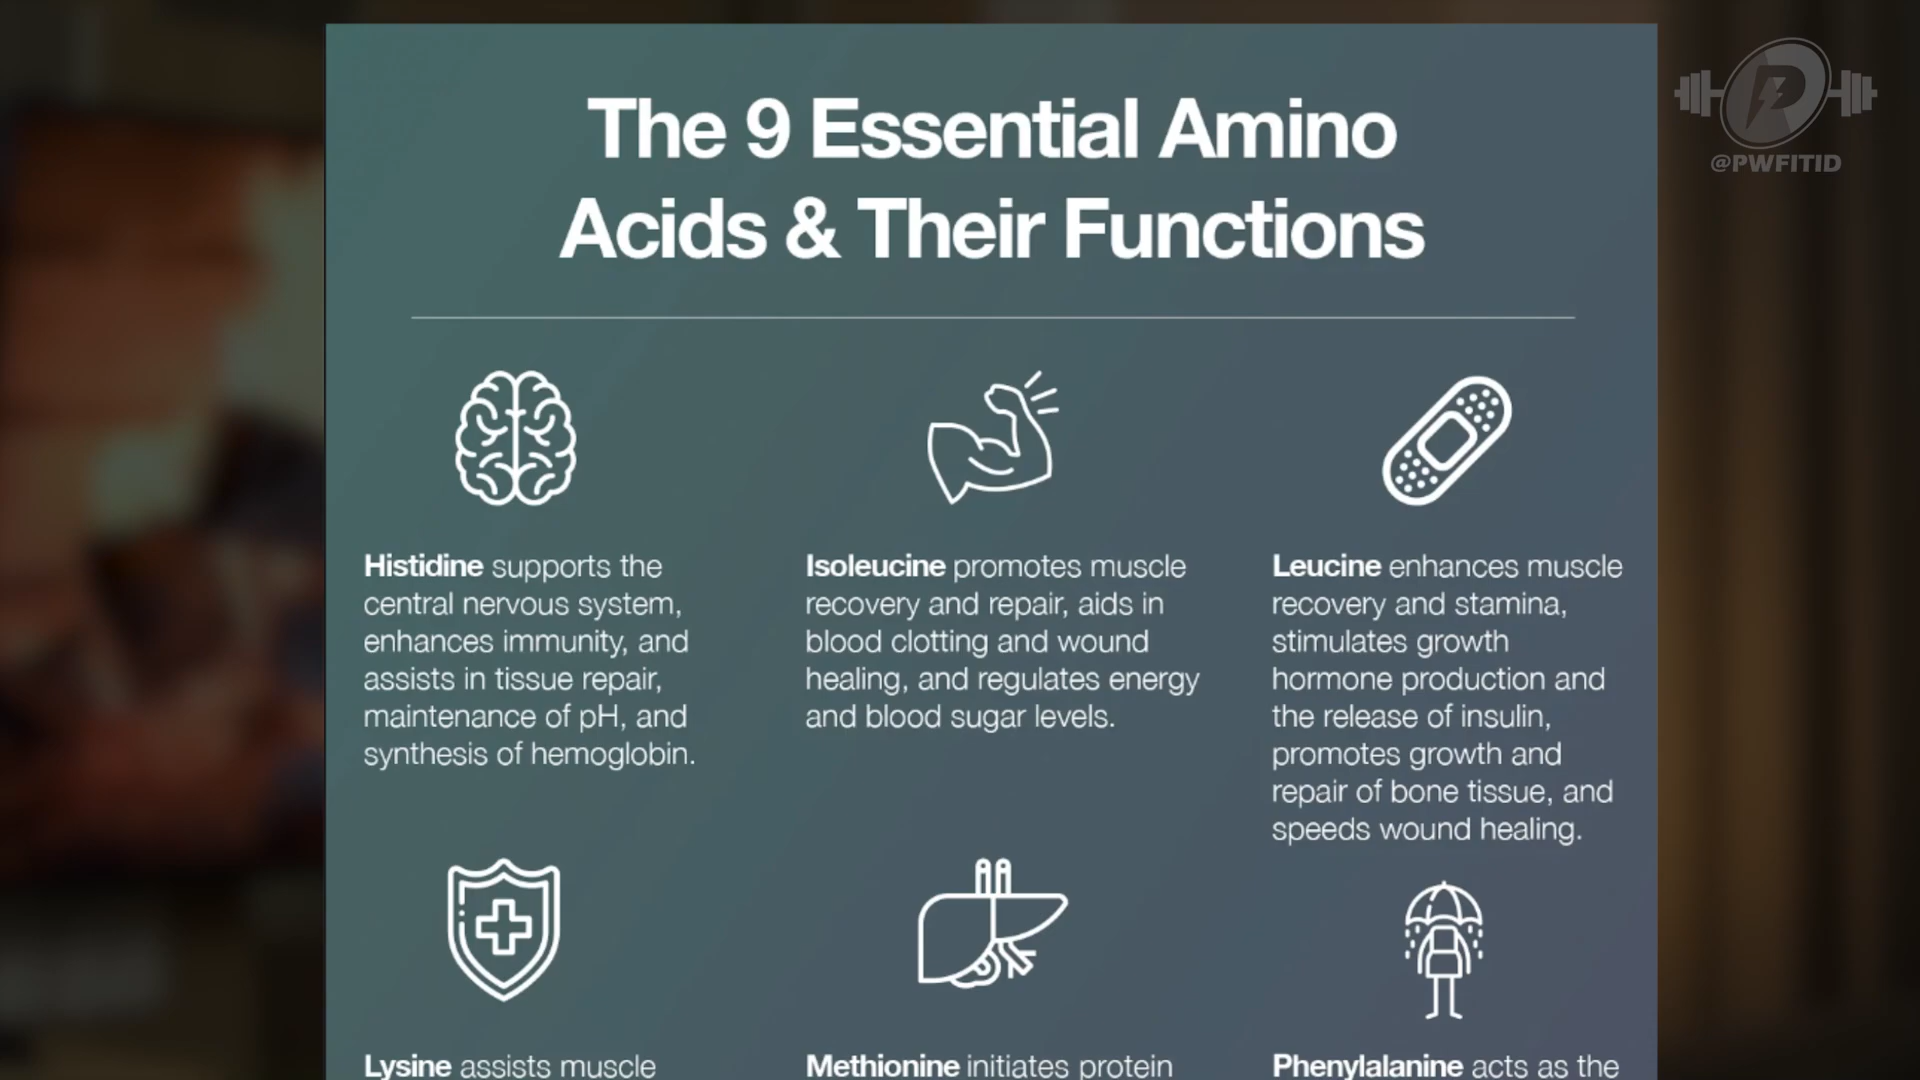 The 9 Essential Amino
Acids & Their Functions
@PWFITID
Histidine supports the
central nervous system,
enhances immunity, and
assists in tissue repair,
maintenance of pH, and
synthesis of hemoglobin.
Isoleucine promotes muscle
recovery and repair, aids in
blood clotting and wound
healing, and regulates energy
and blood sugar levels.
Leucine enhances muscle
recovery and stamina,
stimulates growth
hormone production and
the release of insulin,
promotes growth and
repair of bone tissue, and
speeds wound healing.
Lysine assists muscle
Methionine initiates protein
Phenylalanine acts as the